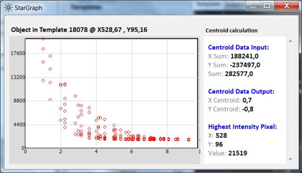 StarGraph
Object in Template 18078 @ X528,67 , Y95,16
17600
13200
8800
4400
0
0
2
4
6
8
Centroid calculation
Centroid Data Input:
X Sum: 188241,0
Y Sum: -237497,0
Sum: 282577,0
Centroid Data Output:
X Centroid: 0,7
Y Centroid: -0,8
Highest Intensity Pixel:
X: 528
Y: 96
Value: 21519